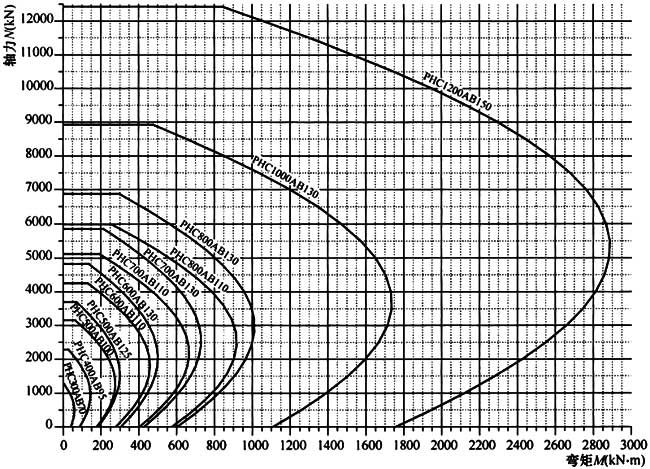 轴力N(kN)
12000
11000
10000
9000
8000
7000
6000
5000
4000
3000
2000
1000
0
PHC1200AB150
PHC1000AB130
PHC800AB130
PHC800AB110
PHC700AB130
PHC700AB110
PHC600AB130
PHC600AB110
PHC500AB125
PHC500AB100
PHC400AB95
PHC300AB70
0 200 400 600 800 1000 1200 1400 1600 1800 2000 2200 2400 2600 2800 3000
弯矩M(kN·m)